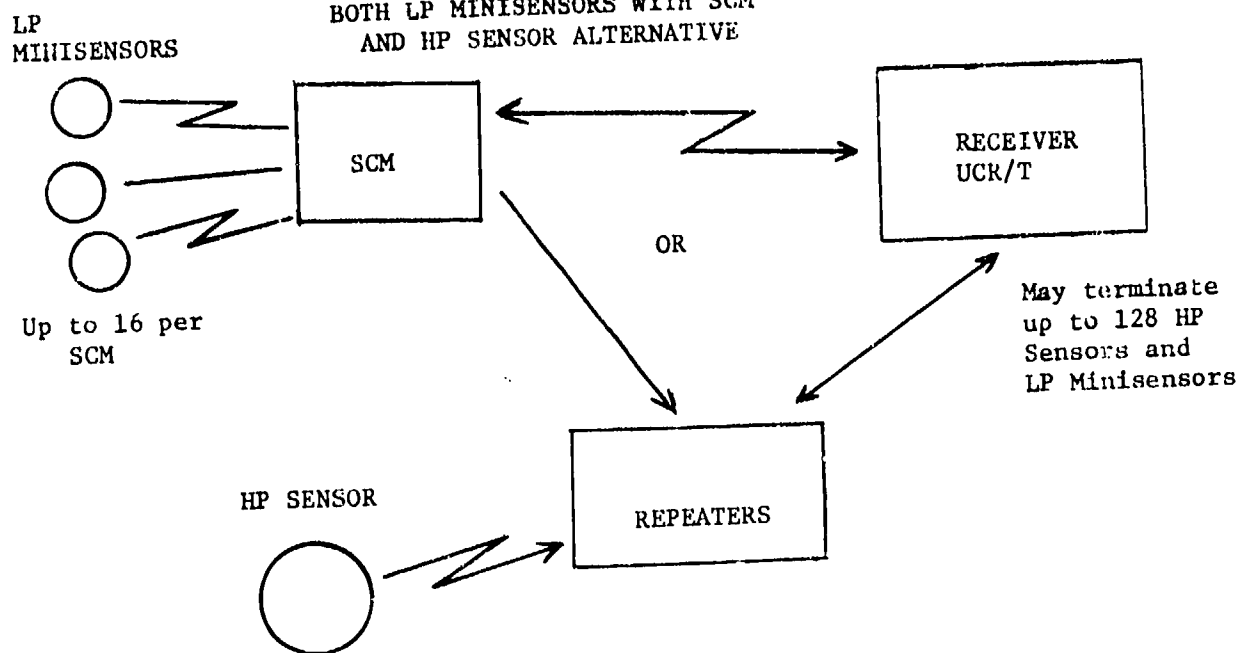 BOTH LP MINISENSORS WITH SCM
AND HP SENSOR ALTERNATIVE
LP
MINISENSORS
SCM
RECEIVER
UCR/T
OR
Up to 16 per
SCM
May terminate
up to 128 HP
Sensors and
LP Minisensors
HP SENSOR
REPEATERS